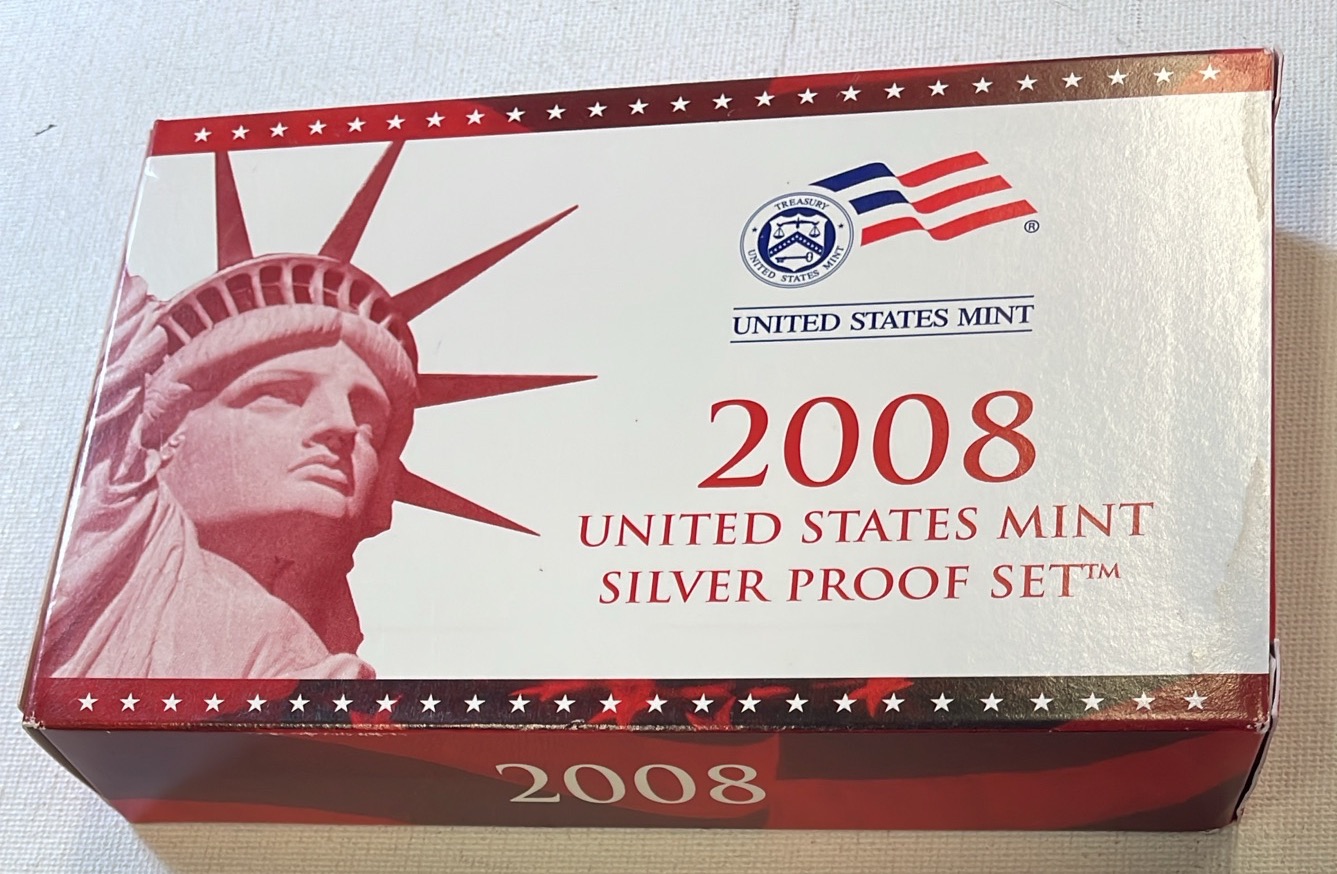 TREASURY
UNITED STATES MINT
®
UNITED STATES MINT
2008
UNITED STATES MINT
SILVER PROOF SET™
2008